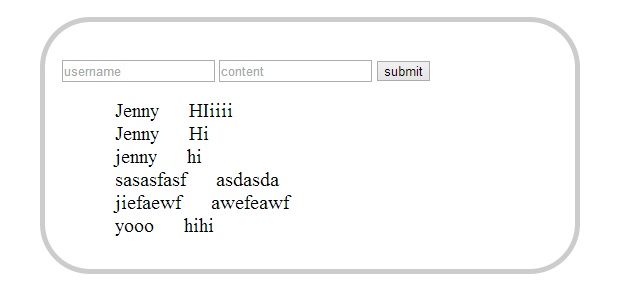 username content submit
Jenny HIiiii
Jenny Hi
jenny hi
sasasfasf asdasda
jiefaewf awefeawf
yooo hihi